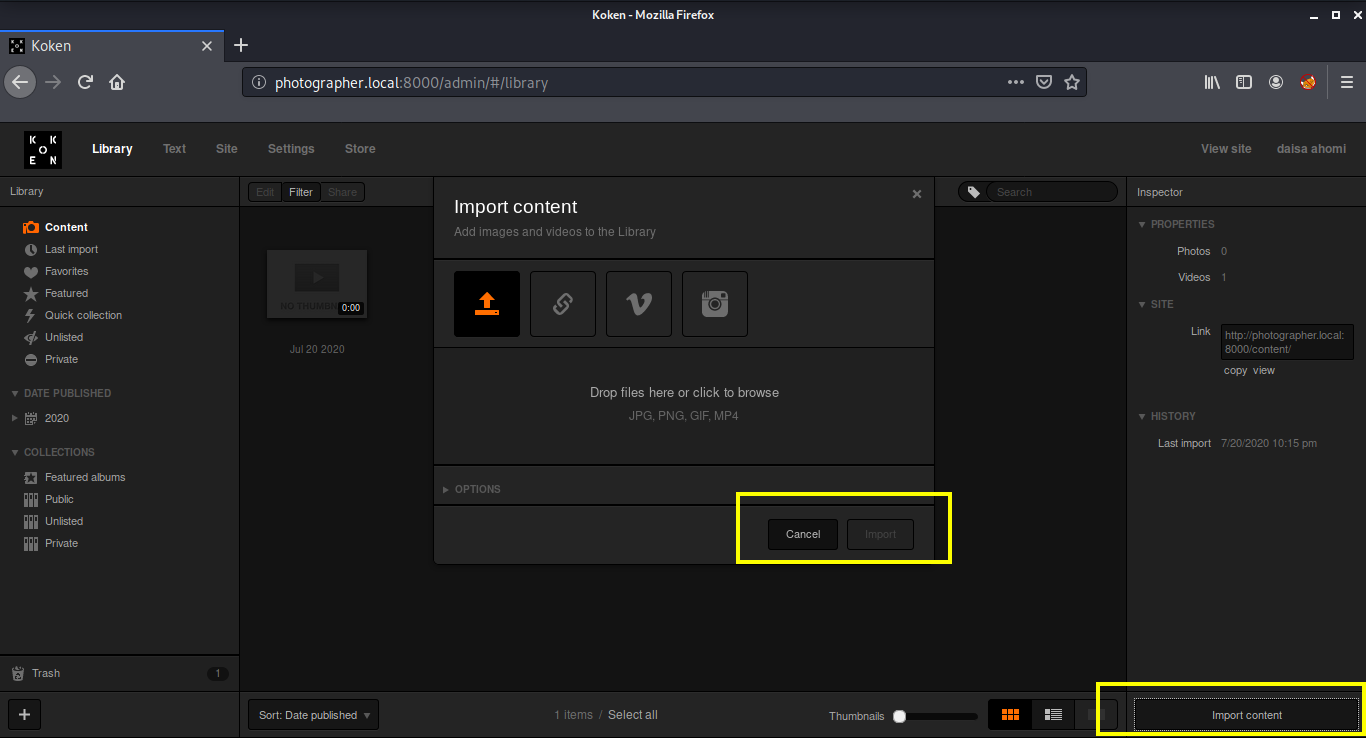 Koken - Mozilla Firefox
Koken
photographer.local:8000/admin/#/library
K K
O
E N
Library Text Site Settings Store View site daisa ahomi
Library
Edit Filter Share
Search
Inspector
Content
Last import
Favorites
Featured
Quick collection
Unlisted
Private
DATE PUBLISHED
2020
COLLECTIONS
Featured albums
Public
Unlisted
Private
Trash 1
0:00
Jul 20 2020
Import content
Add images and videos to the Library
Drop files here or click to browse
JPG, PNG, GIF, MP4
OPTIONS
Cancel Import
PROPERTIES
Photos 0
Videos 1
SITE
Link http://photographer.local:
8000/content/
copy view
HISTORY
Last import 7/20/2020 10:15 pm
Sort: Date published
1 items / Select all
Thumbnails
Import content